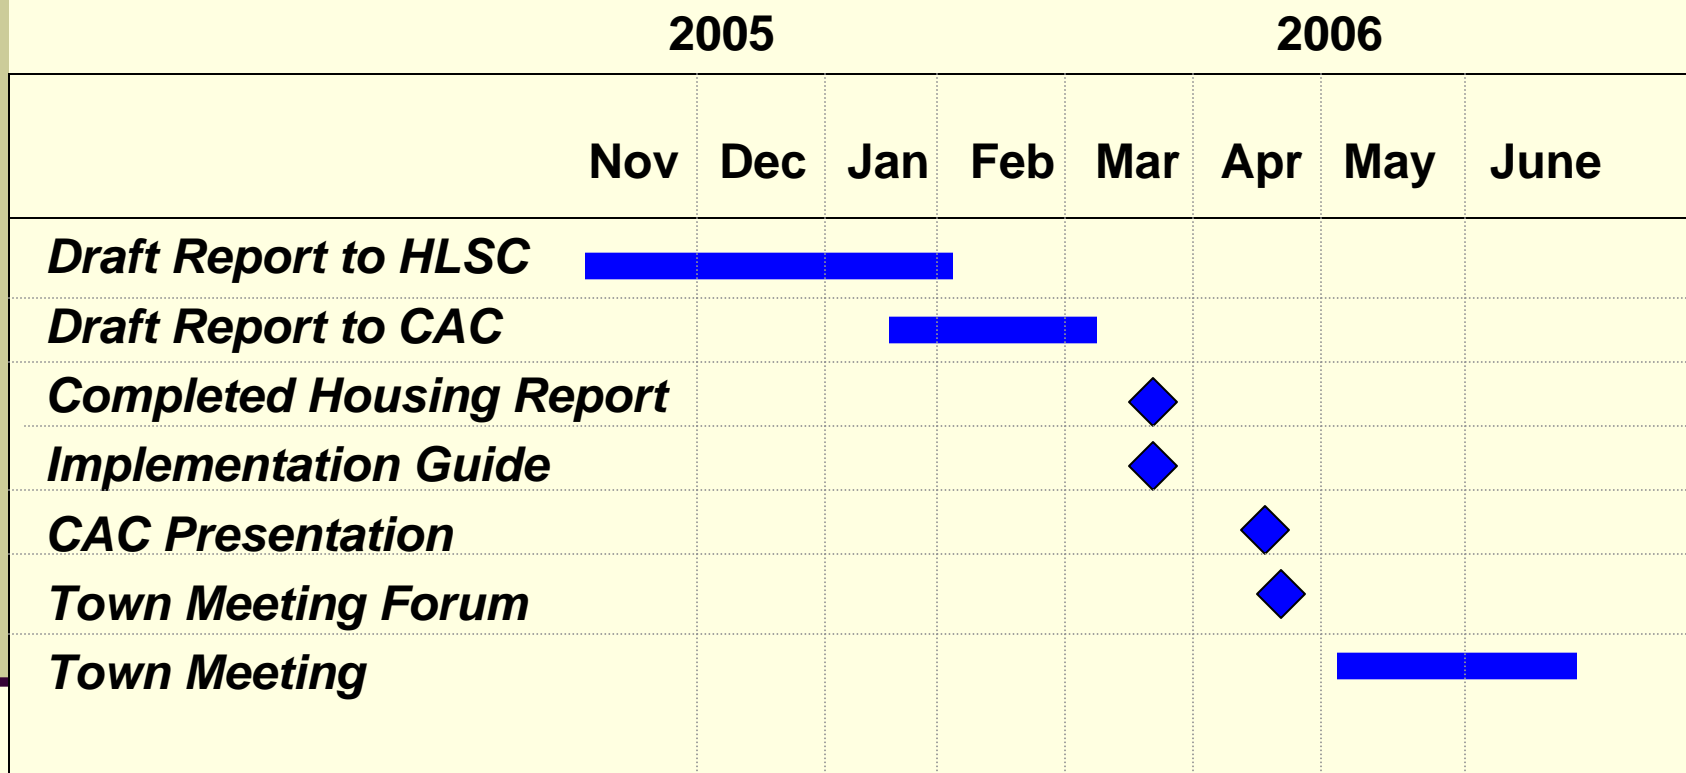 2005 2006
Nov Dec Jan Feb Mar Apr May June
Draft Report to HLSC
Draft Report to CAC
Completed Housing Report
Implementation Guide
CAC Presentation
Town Meeting Forum
Town Meeting